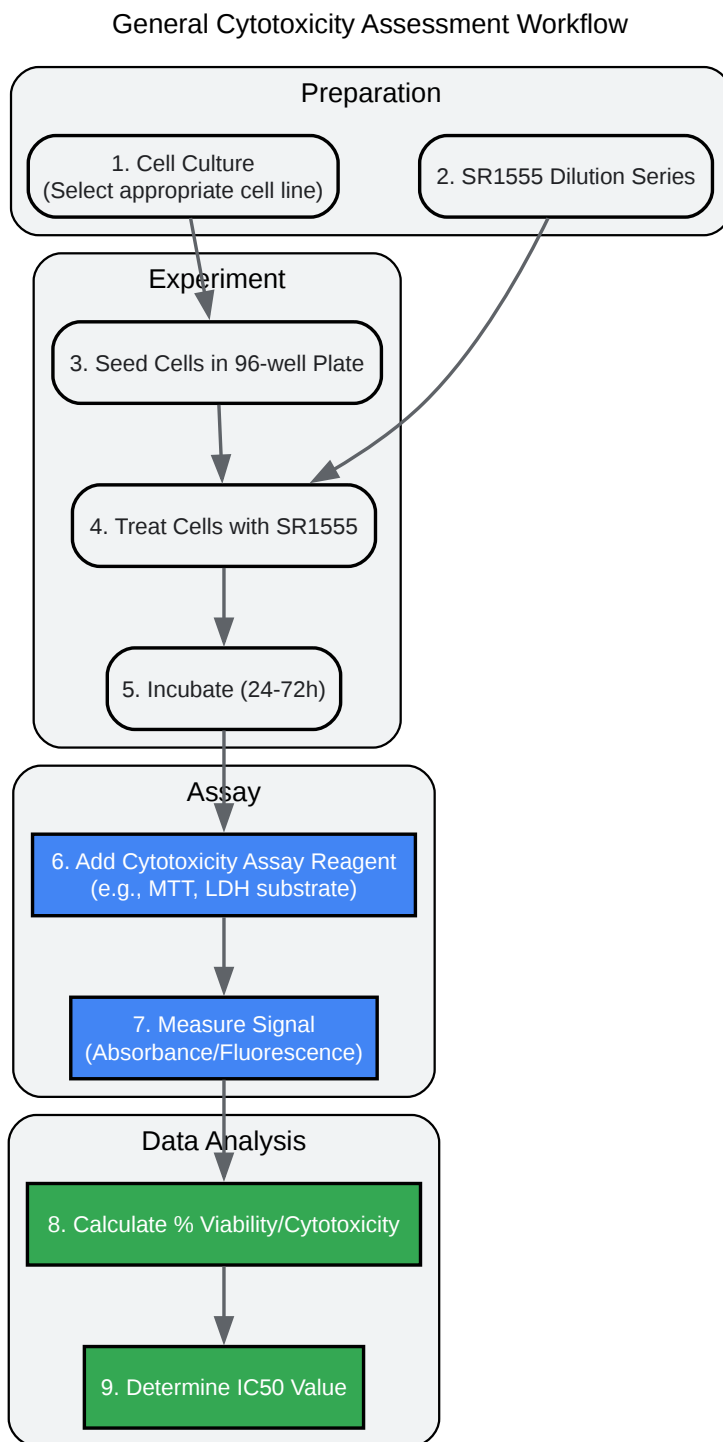 General Cytotoxicity Assessment Workflow
Preparation
1. Cell Culture
(Select appropriate cell line)
2. SR1555 Dilution Series
Experiment
3. Seed Cells in 96-well Plate
4. Treat Cells with SR1555
5. Incubate (24-72h)
Assay
6. Add Cytotoxicity Assay Reagent
(e.g., MTT, LDH substrate)
7. Measure Signal
(Absorbance/Fluorescence)
Data Analysis
8. Calculate % Viability/Cytotoxicity
9. Determine IC50 Value